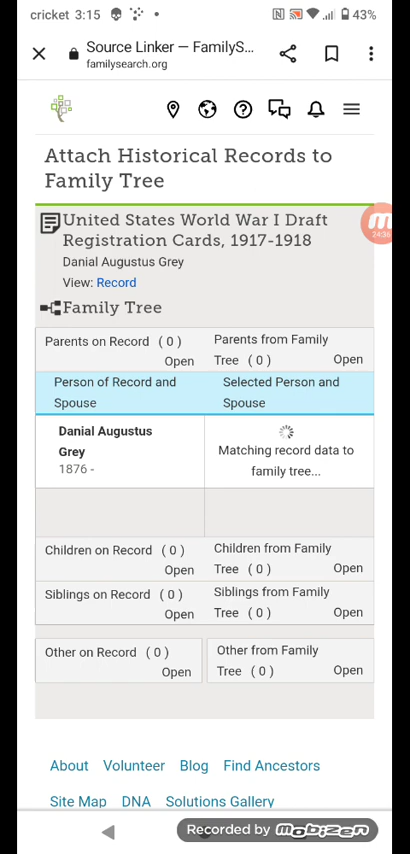 cricket 3:15 43%
Source Linker — FamilyS...
familysearch.org
Attach Historical Records to
Family Tree
United States World War I Draft
Registration Cards, 1917-1918
Danial Augustus Grey
View: Record
24:36
Family Tree
Parents on Record ( 0 )
Open
Parents from Family
Tree ( 0 ) Open
Person of Record and
Spouse
Selected Person and
Spouse
Danial Augustus
Grey
1876 -
Matching record data to
family tree...
Children on Record ( 0 )
Open
Children from Family
Tree ( 0 ) Open
Siblings on Record ( 0 )
Open
Siblings from Family
Tree ( 0 ) Open
Other on Record ( 0 )
Open
Other from Family
Tree ( 0 ) Open
About Volunteer Blog Find Ancestors
Site Map DNA Solutions Gallery
Recorded by mobizen